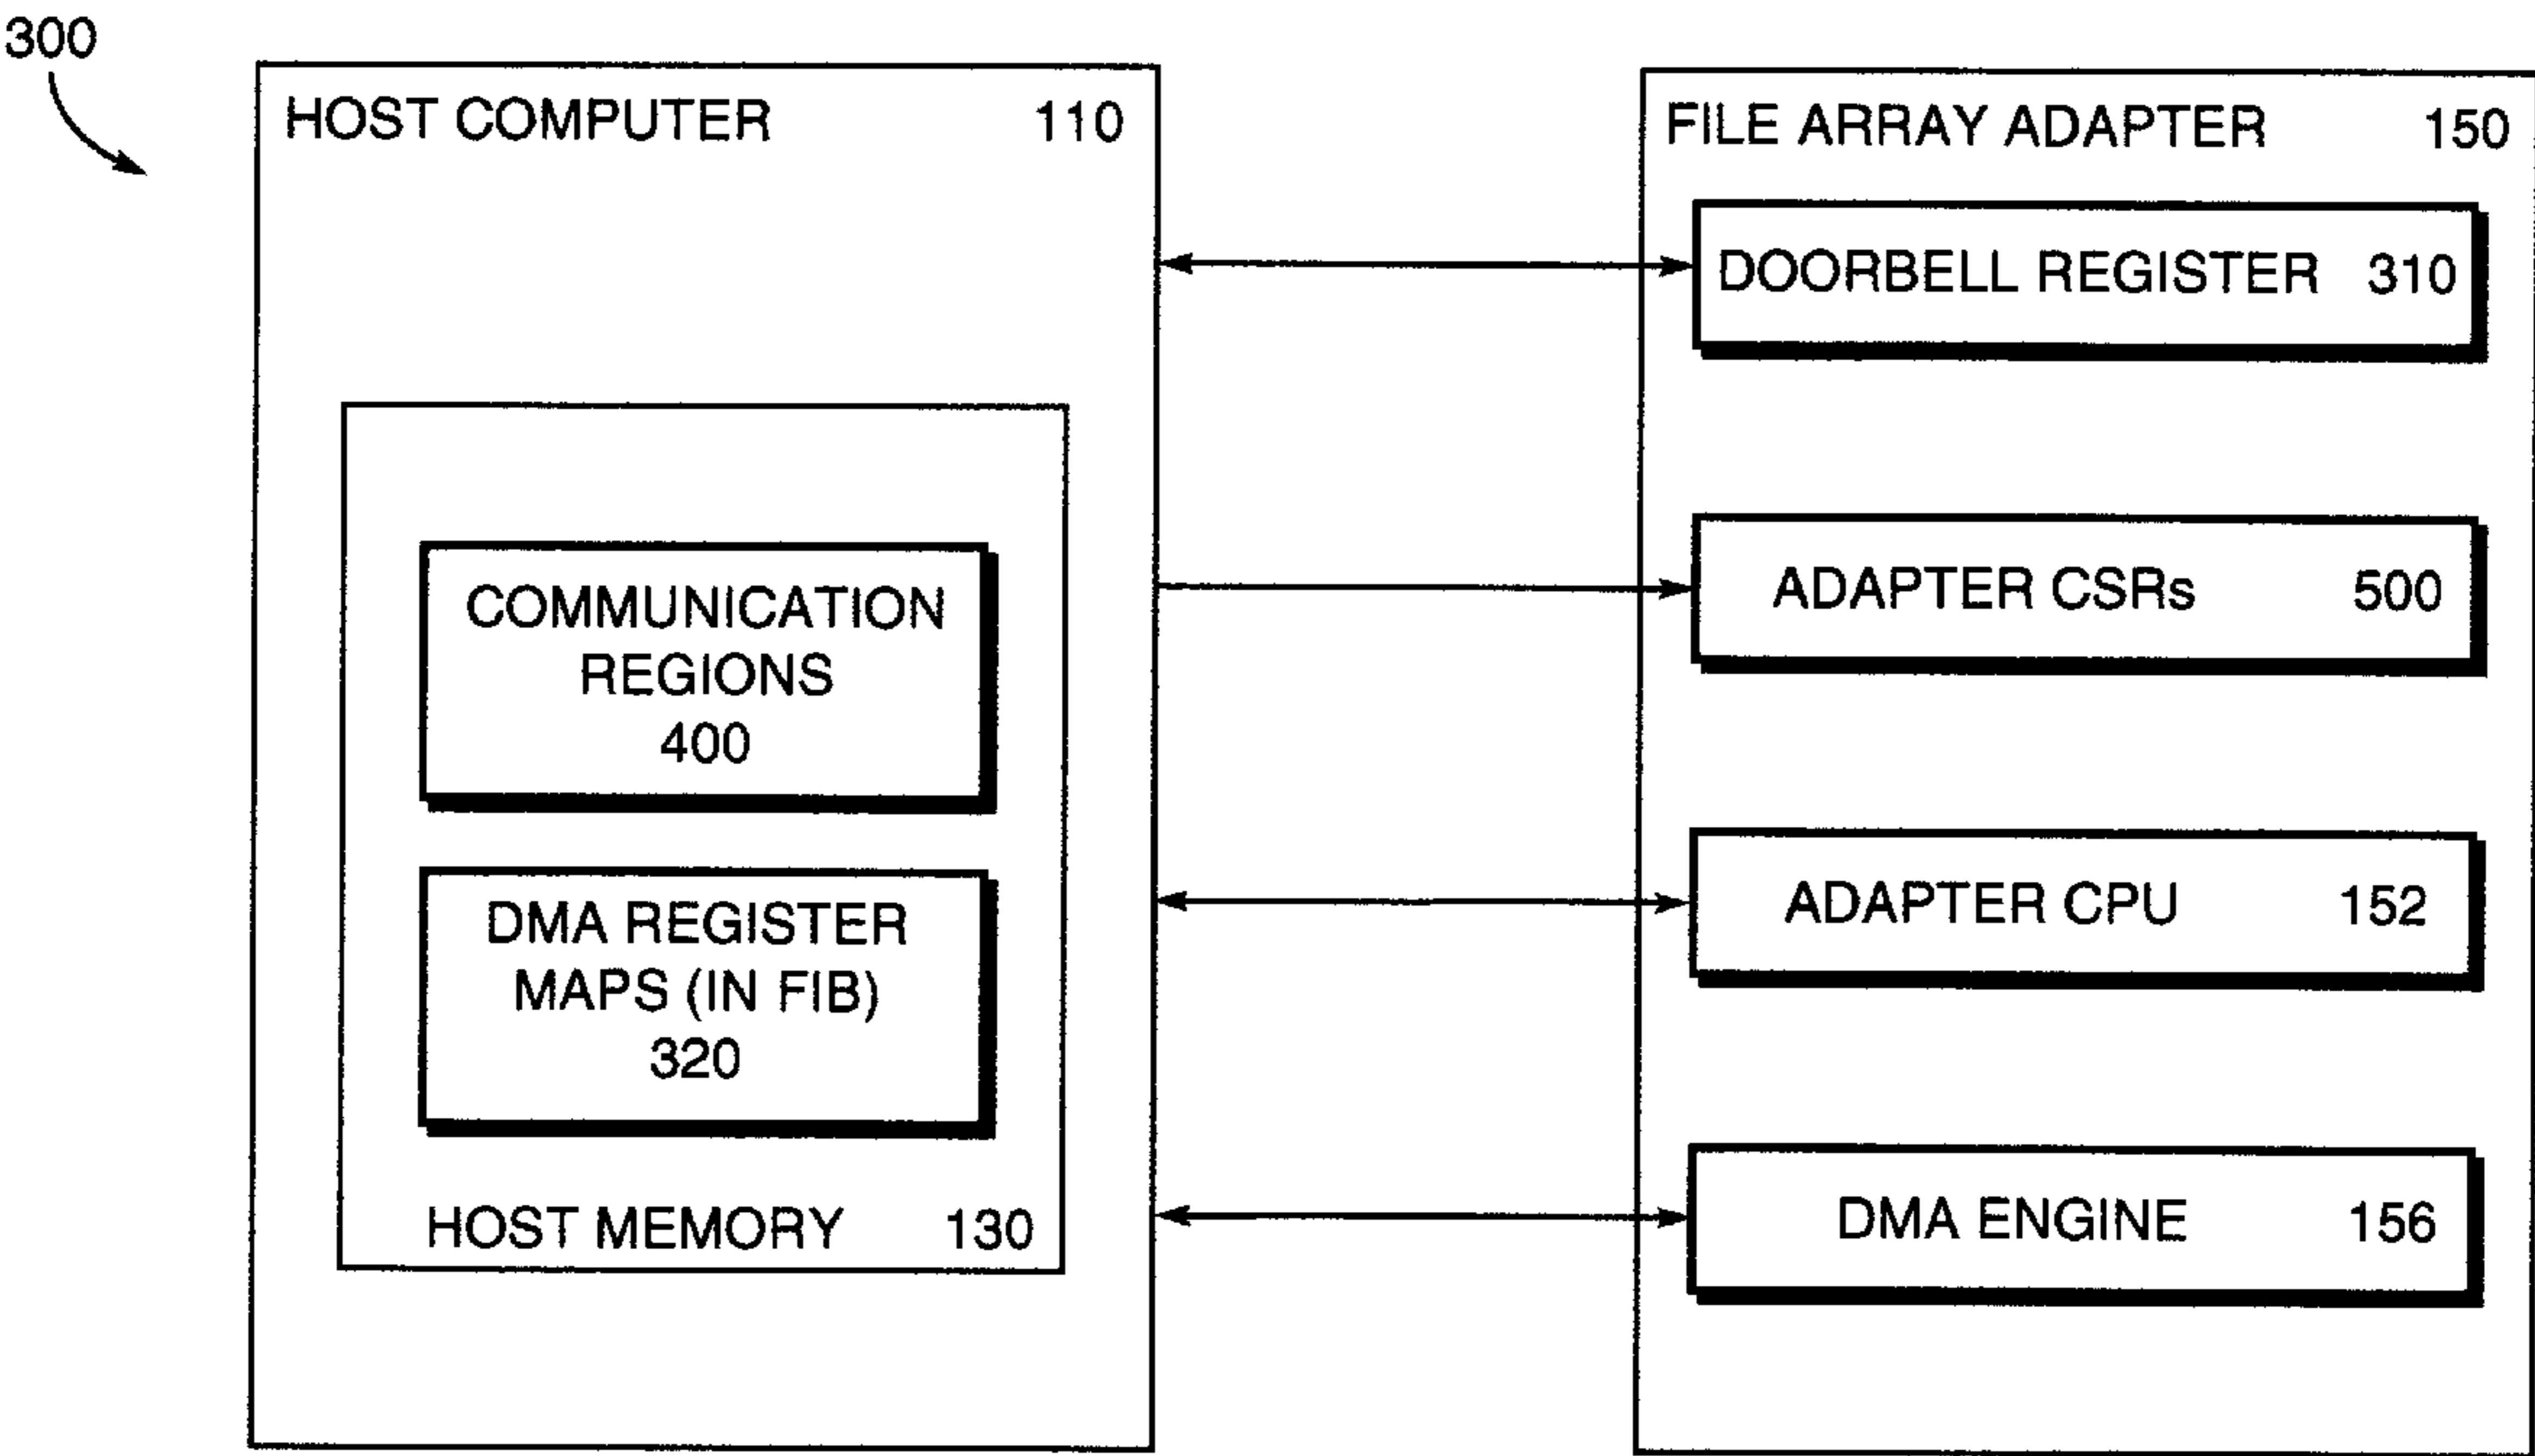 300
HOST COMPUTER 110
COMMUNICATION
REGIONS
400
DMA REGISTER
MAPS (IN FIB)
320
HOST MEMORY 130
FILE ARRAY ADAPTER 150
DOORBELL REGISTER 310
ADAPTER CSRs 500
ADAPTER CPU 152
DMA ENGINE 156